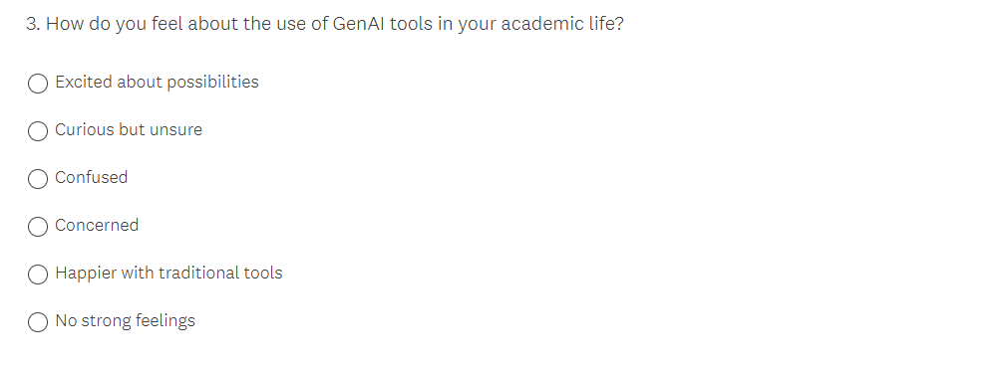 3. How do you feel about the use of GenAI tools in your academic life?
Excited about possibilities
Curious but unsure
Confused
Concerned
Happier with traditional tools
No strong feelings